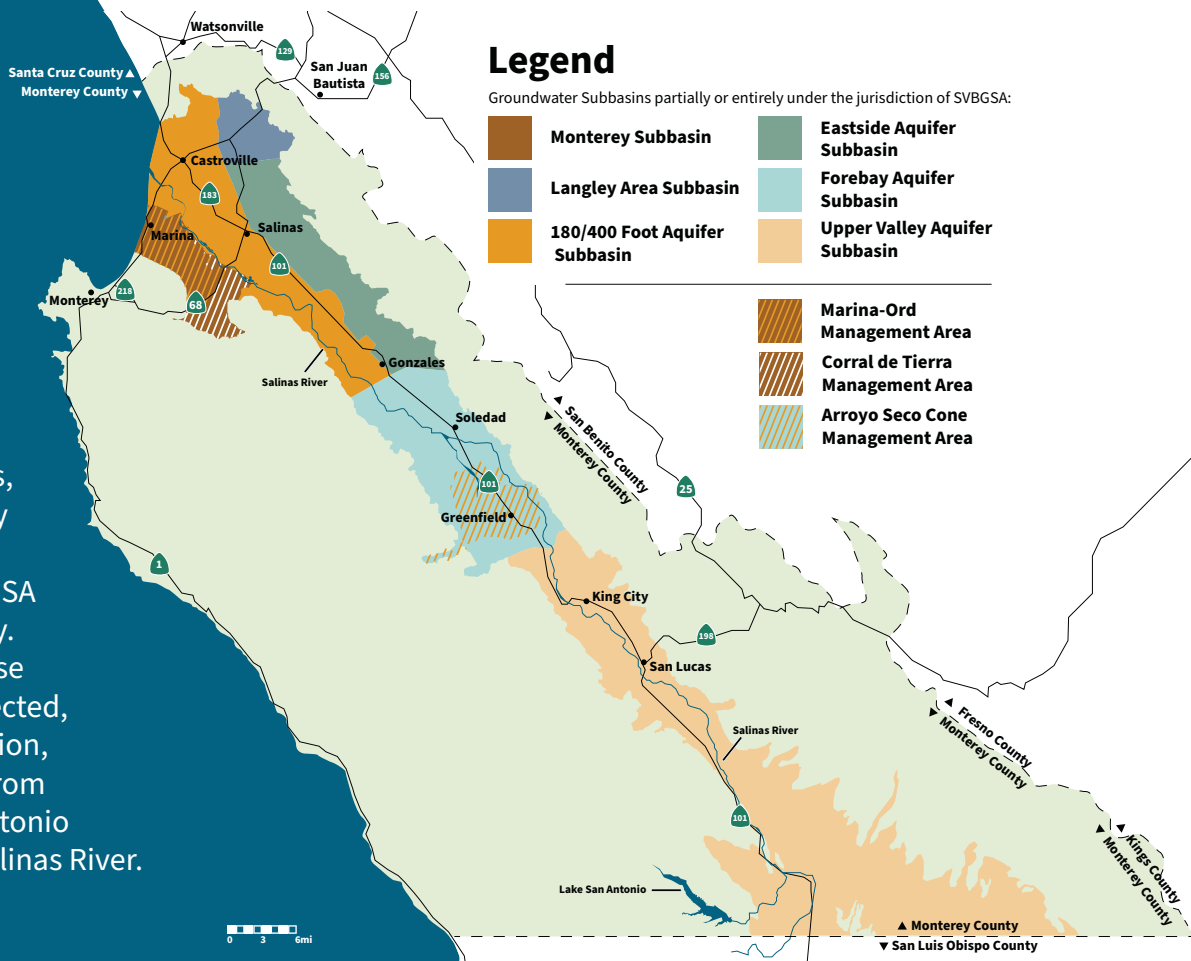 Watsonville
129
San Juan
Bautista
156
Santa Cruz County
Monterey County
Castroville
183
Salinas
Marina
101
Monterey
218
68
Gonzales
Salinas River
Soledad
101
Greenfield
1
King City
198
San Lucas
Salinas River
101
Lake San Antonio
25
San Benito County
Monterey County
Fresno County
Monterey County
Kings County
Monterey County
Monterey County
San Luis Obispo County
Legend
Groundwater Subbasins partially or entirely under the jurisdiction of SVBGSA:
Monterey Subbasin
Langley Area Subbasin
180/400 Foot Aquifer
Subbasin
Eastside Aquifer
Subbasin
Forebay Aquifer
Subbasin
Upper Valley Aquifer
Subbasin
Marina-Ord
Management Area
Corral de Tierra
Management Area
Arroyo Seco Cone
Management Area
s,
y
SA
y.
se
cted,
ion,
rom
tonio
linas River.
0 3 6mi